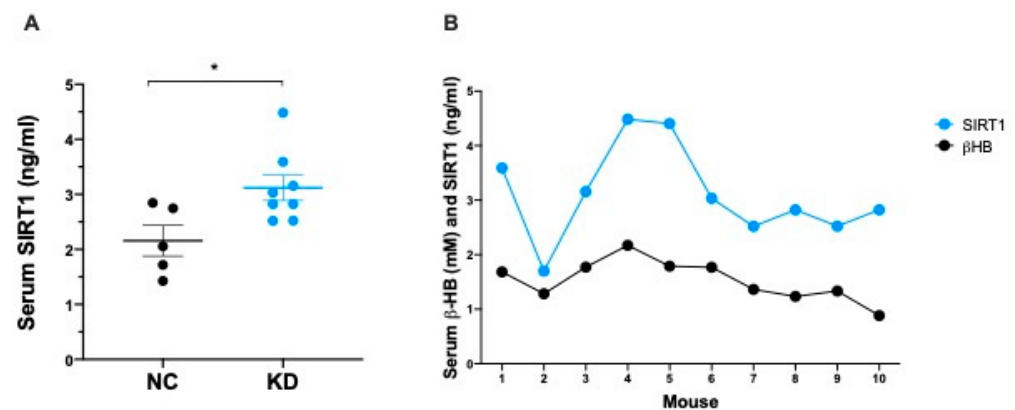 A
*
Serum SIRT1 (ng/ml)
5
4
3
2
1
0
NC KD
B
Serum β-HB (mM) and SIRT1 (ng/ml)
5
4
3
2
1
0
1 2 3 4 5 6 7 8 9 10
Mouse
SIRT1
βHB